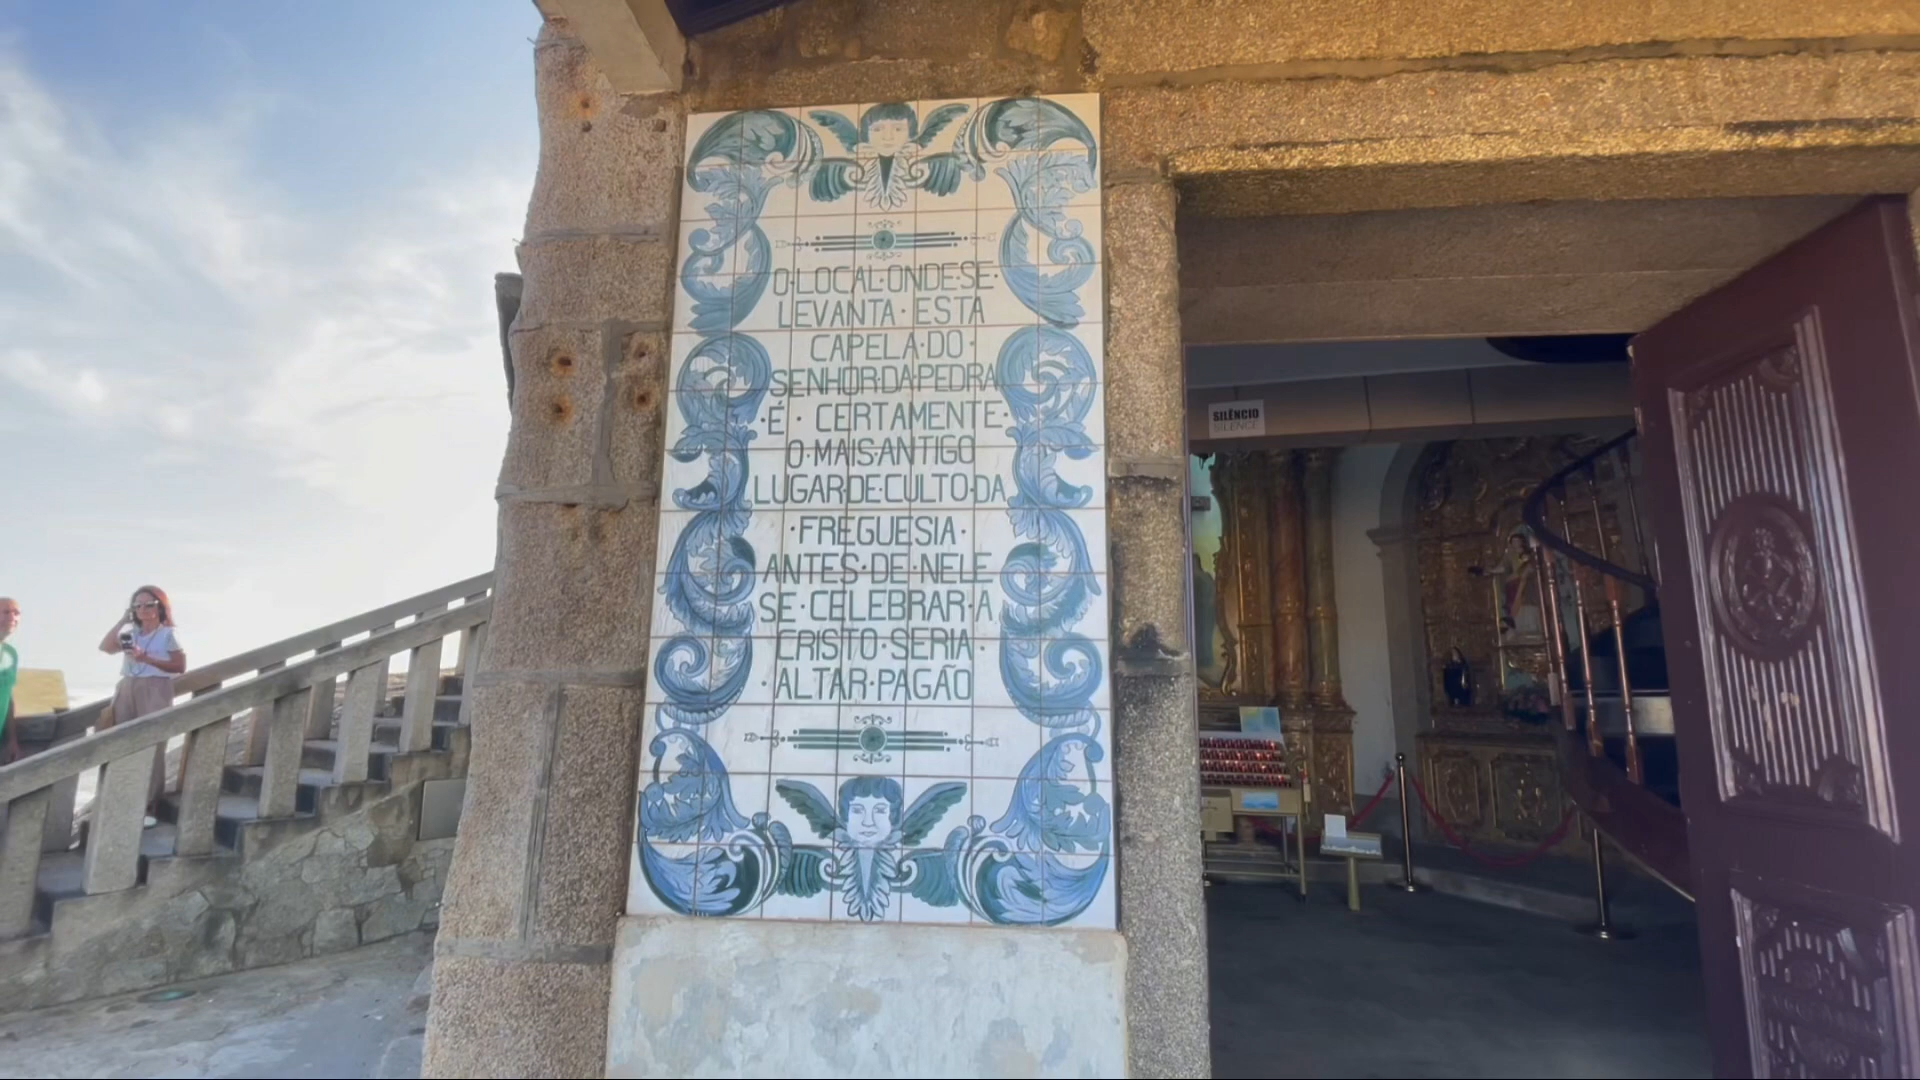 O·LOCAL·ONDE·SE·
LEVANTA·ESTA
CAPELA·DO·
SENHOR·DA·PEDRA
·É·CERTAMENTE·
O·MAIS·ANTIGO
LUGAR·DE·CULTO·DA
·FREGUESIA·
ANTES·DE·NELE
SE·CELEBRAR·A
CRISTO·SERIA·
·ALTAR·PAGÃO
SILÊNCIO
SILENCE